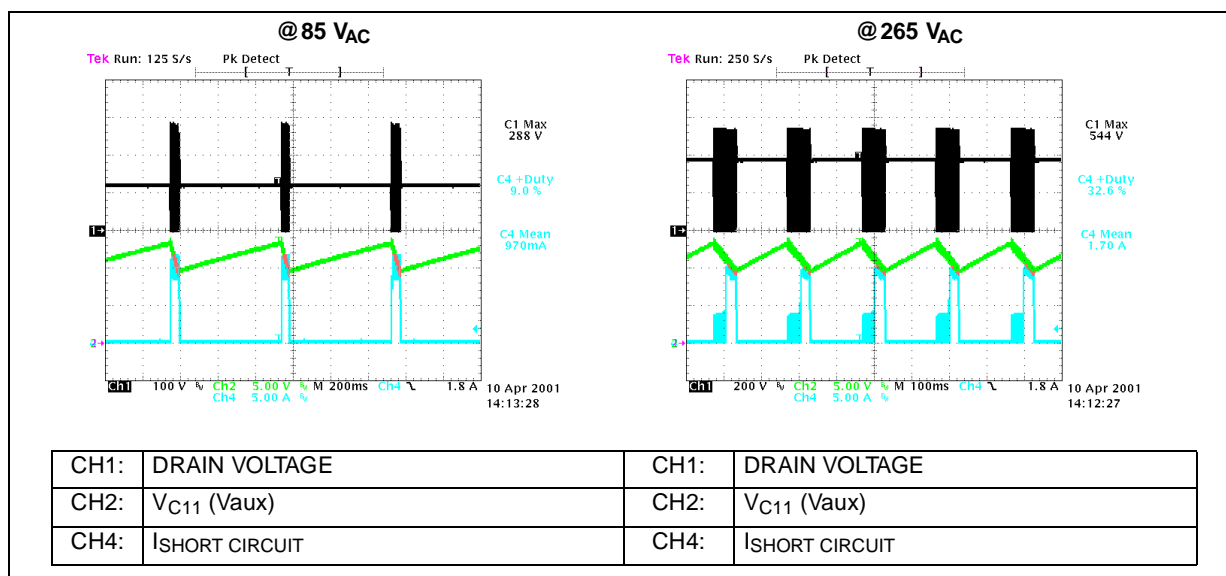 @85 VAC
Tek Run: 125 S/s Pk Detect
[ T ]
C1 Max
288 V
C4 +Duty
9.0 %
C4 Mean
970mA
1
T
2
Ch1 100 V Ch2 5.00 V M 200ms Ch4 1.8 A
Ch4 5.00 A
10 Apr 2001
14:13:28
@265 VAC
Tek Run: 250 S/s Pk Detect
[ T ]
C1 Max
544 V
C4 +Duty
32.6 %
C4 Mean
1.70 A
1
T
2
Ch1 200 V Ch2 5.00 V M 100ms Ch4 1.8 A
Ch4 5.00 A
10 Apr 2001
14:12:27
CH1: DRAIN VOLTAGE CH1: DRAIN VOLTAGE
CH2: VC11 (Vaux) CH2: VC11 (Vaux)
CH4: ISHORT CIRCUIT CH4: ISHORT CIRCUIT